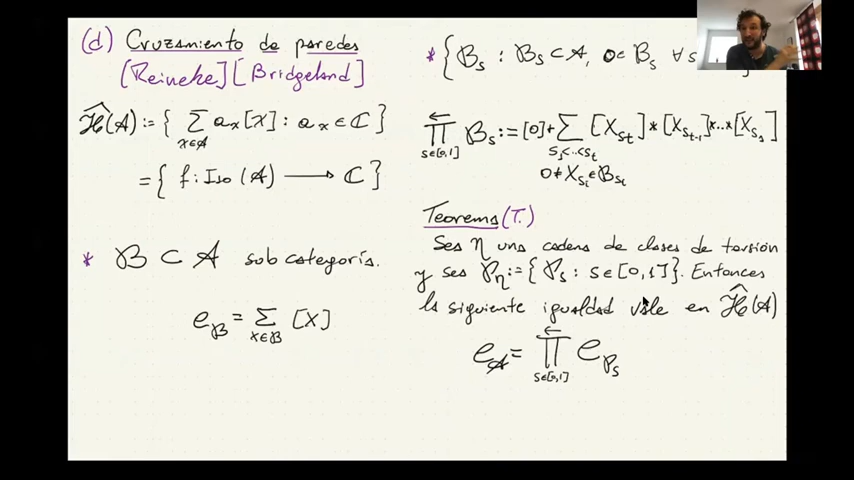 (d) Cruzamiento de paredes
[Reineke][Bridgeland]
Ĥ(A) := { Σ_{X∈A} a_x [X] : a_x ∈ ℂ }
= { f: Iso(A) ⟶ ℂ }
* B ⊂ A sub categoría.
e_B = Σ_{X∈B} [X]
* { B_s : B_s ⊂ A, 0 ∈ B_s ∀ s
∏^←_{s∈[0,1]} B_s := [0] + Σ_{s_1<...<s_t} [X_{s_t}] * [X_{s_{t-1}}] * ... * [X_{s_1}]
0 ≠ X_{s_i} ∈ B_{s_t}
Teorema (T.)
Sea η una cadena de clases de torsión
y sea P_η := { P_s : s∈[0,1] }. Entonces
la siguiente igualdad vale en Ĥ(A)
e_A = ∏^←_{s∈[0,1]} e_{P_s}